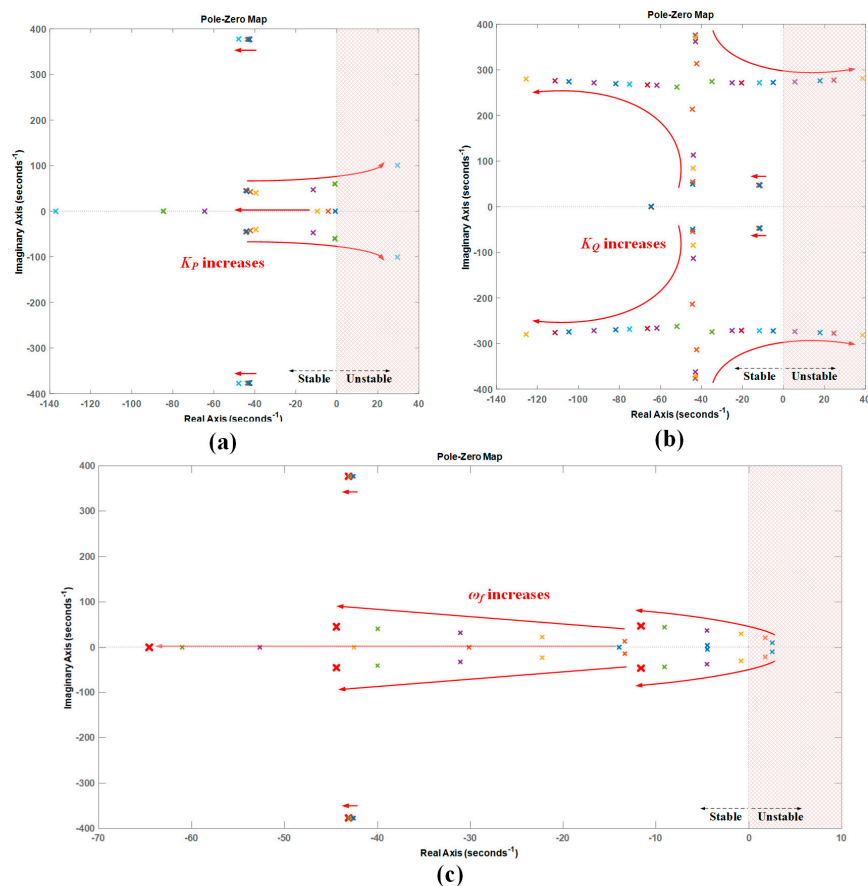 Pole-Zero Map
Imaginary Axis (seconds⁻¹)
400
300
200
100
0
-100
-200
-300
-400
K_P increases
Stable
Unstable
-140 -120 -100 -80 -60 -40 -20 0 20 40
Real Axis (seconds⁻¹)
(a)
Pole-Zero Map
Imaginary Axis (seconds⁻¹)
400
300
200
100
0
-100
-200
-300
-400
K_Q increases
Stable
Unstable
-140 -120 -100 -80 -60 -40 -20 0 20 40
Real Axis (seconds⁻¹)
(b)
Pole-Zero Map
Imaginary Axis (seconds⁻¹)
400
300
200
100
0
-100
-200
-300
-400
ω_f increases
Stable
Unstable
-70 -60 -50 -40 -30 -20 -10 0 10
Real Axis (seconds⁻¹)
(c)